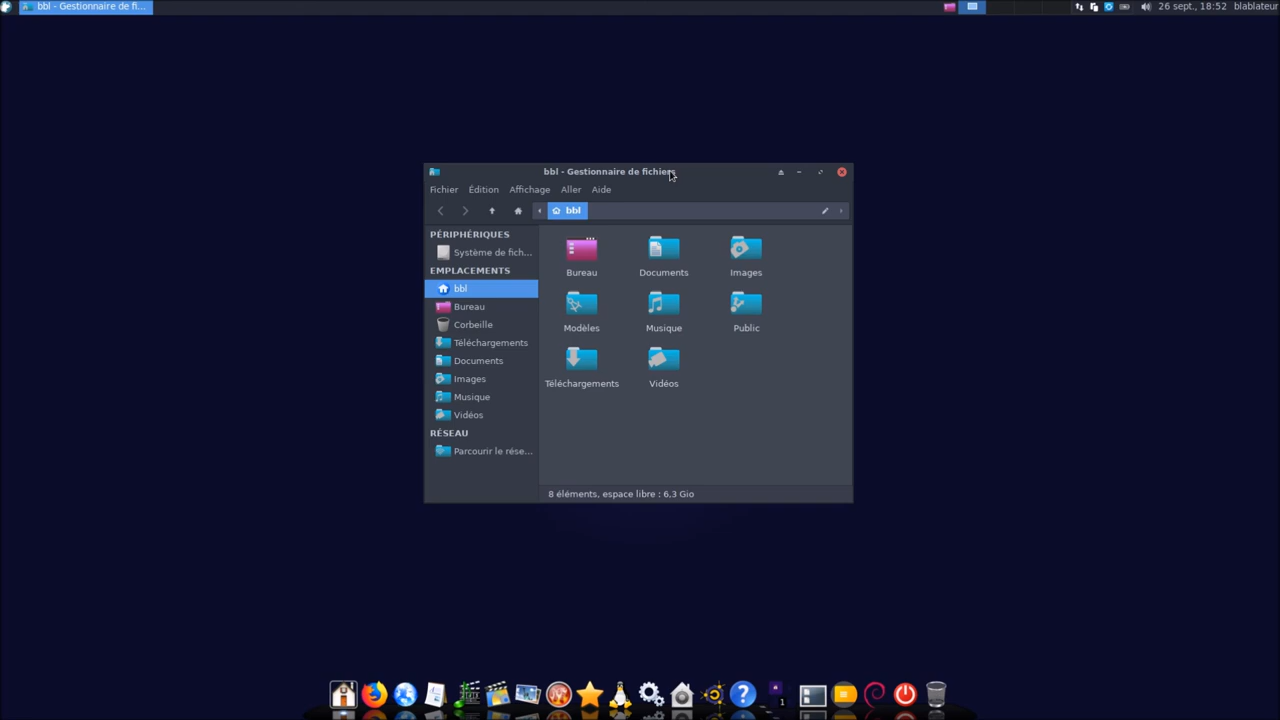 bbl - Gestionnaire de fi...
26 sept., 18:52
blablateur
bbl - Gestionnaire de fichiers
Fichier Édition Affichage Aller Aide
bbl
PÉRIPHÉRIQUES
Système de fich...
EMPLACEMENTS
bbl
Bureau
Corbeille
Téléchargements
Documents
Images
Musique
Vidéos
RÉSEAU
Parcourir le rése...
Bureau Documents Images
Modèles Musique Public
Téléchargements Vidéos
8 éléments, espace libre : 6,3 Gio
?
1